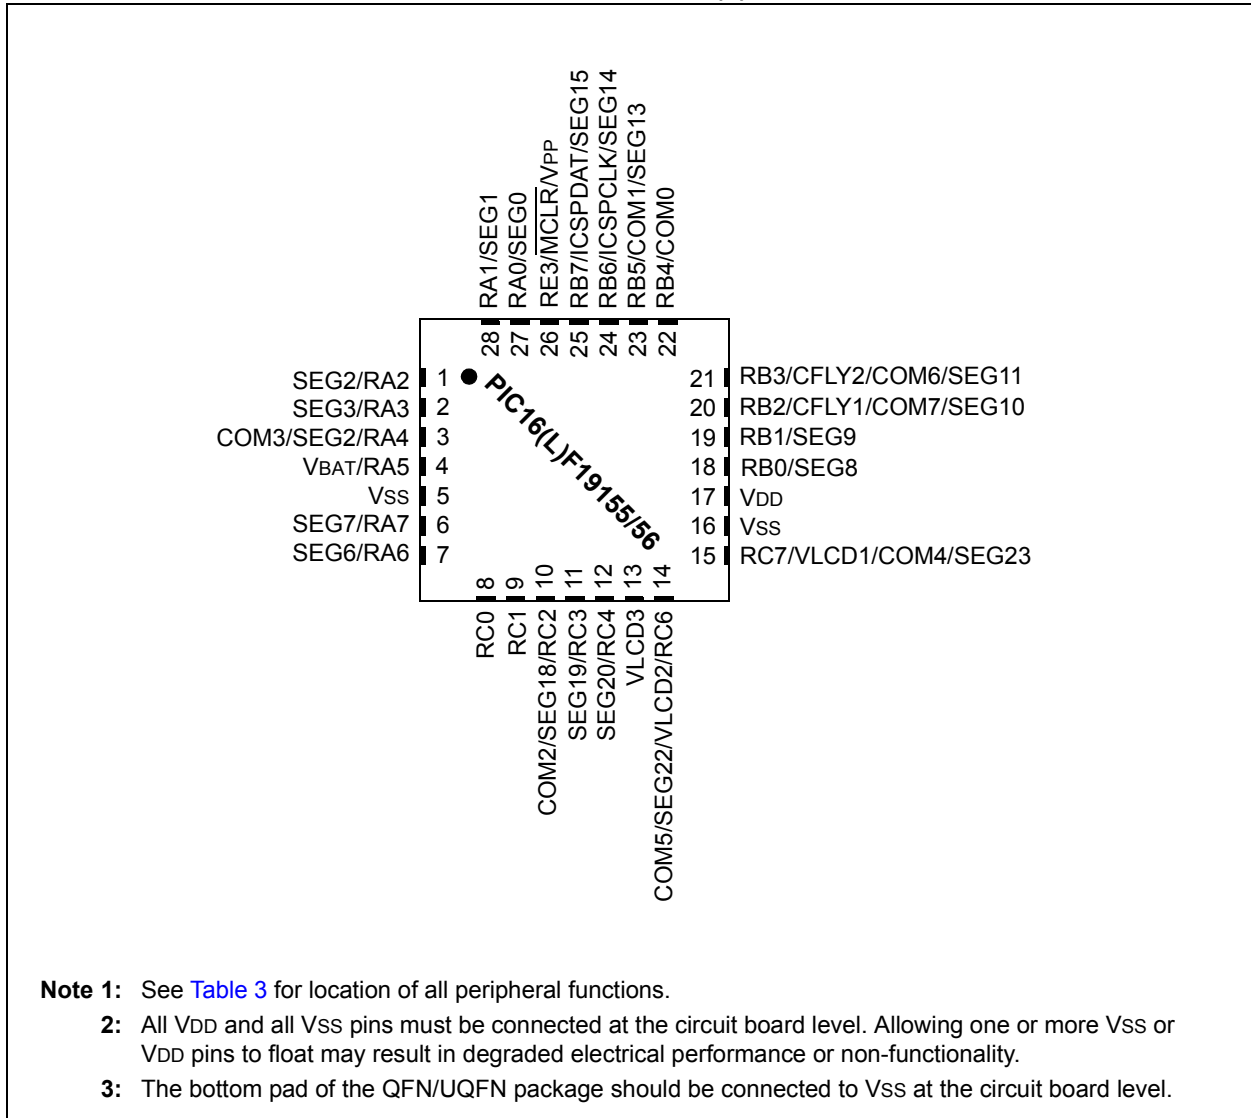 RA1/SEG1
RA0/SEG0
RE3/MCLR/VPP
RB7/ICSPDAT/SEG15
RB6/ICSPCLK/SEG14
RB5/COM1/SEG13
RB4/COM0
28 27 26 25 24 23 22
SEG2/RA2 1
SEG3/RA3 2
COM3/SEG2/RA4 3
VBAT/RA5 4
VSS 5
SEG7/RA7 6
SEG6/RA6 7
PIC16(L)F19155/56
21 RB3/CFLY2/COM6/SEG11
20 RB2/CFLY1/COM7/SEG10
19 RB1/SEG9
18 RB0/SEG8
17 VDD
16 VSS
15 RC7/VLCD1/COM4/SEG23
8 9 10 11 12 13 14
RC0
RC1
COM2/SEG18/RC2
SEG19/RC3
SEG20/RC4
VLCD3
COM5/SEG22/VLCD2/RC6
Note 1: See Table 3 for location of all peripheral functions.
2: All VDD and all VSS pins must be connected at the circuit board level. Allowing one or more VSS or
VDD pins to float may result in degraded electrical performance or non-functionality.
3: The bottom pad of the QFN/UQFN package should be connected to VSS at the circuit board level.